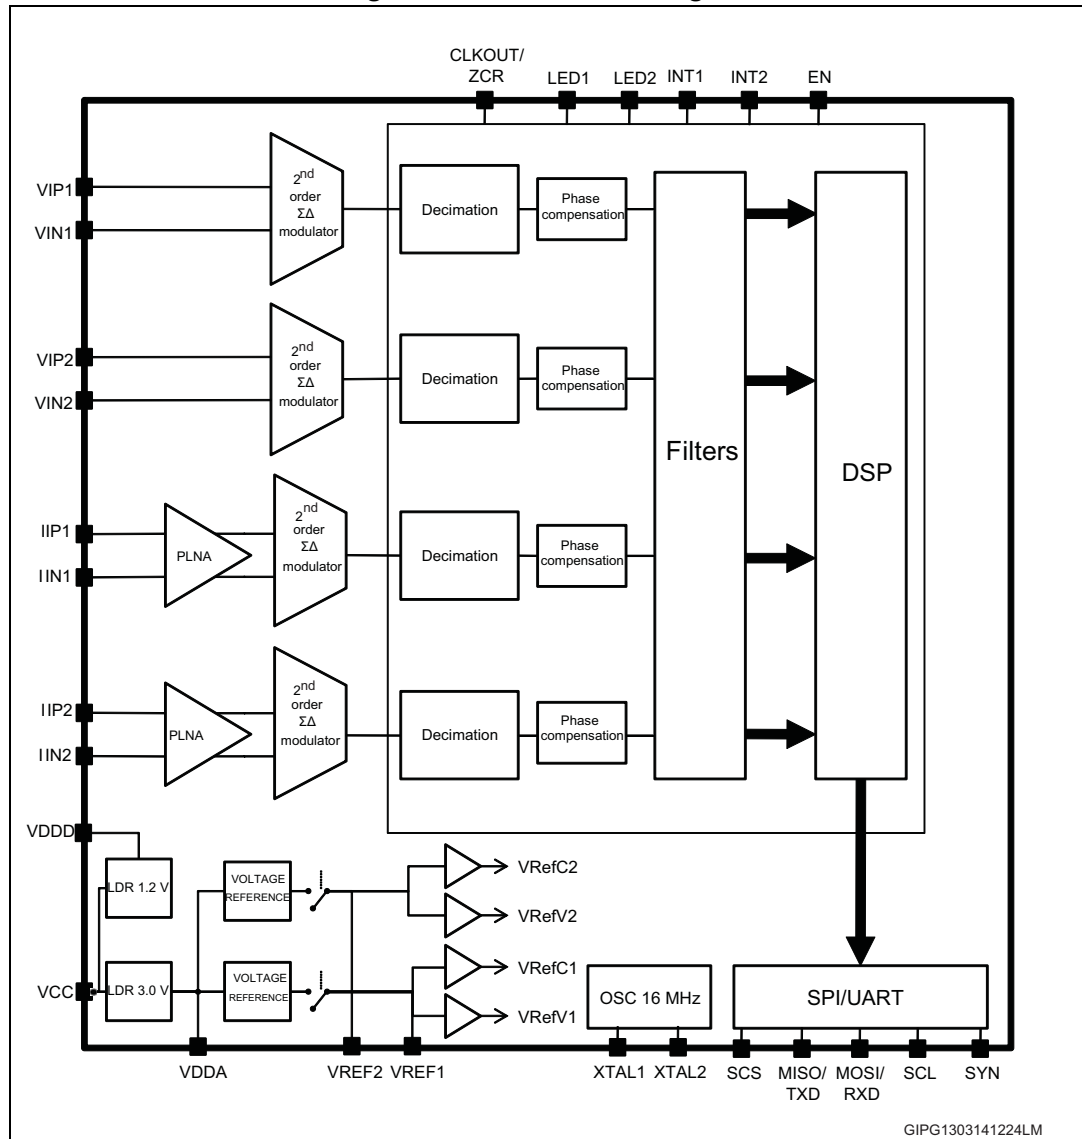 CLKOUT/
ZCR
LED1
LED2
INT1
INT2
EN
VIP1
VIN1
2nd
order
ΣΔ
modulator
Decimation
Phase
compensation
VIP2
VIN2
2nd
order
ΣΔ
modulator
Decimation
Phase
compensation
Filters
DSP
IIP1
IIN1
PLNA
2nd
order
ΣΔ
modulator
Decimation
Phase
compensation
IIP2
IIN2
PLNA
2nd
order
ΣΔ
modulator
Decimation
Phase
compensation
VDDD
LDR 1.2 V
VOLTAGE
REFERENCE
VRefC2
VRefV2
VCC
LDR 3.0 V
VOLTAGE
REFERENCE
VRefC1
VRefV1
OSC 16 MHz
SPI/UART
VDDA
VREF2
VREF1
XTAL1
XTAL2
SCS
MISO/
TXD
MOSI/
RXD
SCL
SYN
GIPG1303141224LM